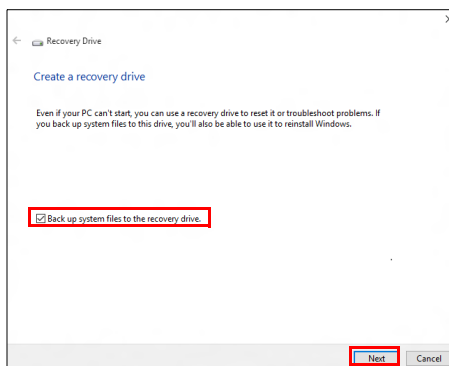 Recovery Drive
Create a recovery drive
Even if your PC can't start, you can use a recovery drive to reset it or troubleshoot problems. If
you back up system files to this drive, you'll also be able to use it to reinstall Windows.
Back up system files to the recovery drive.
Next Cancel